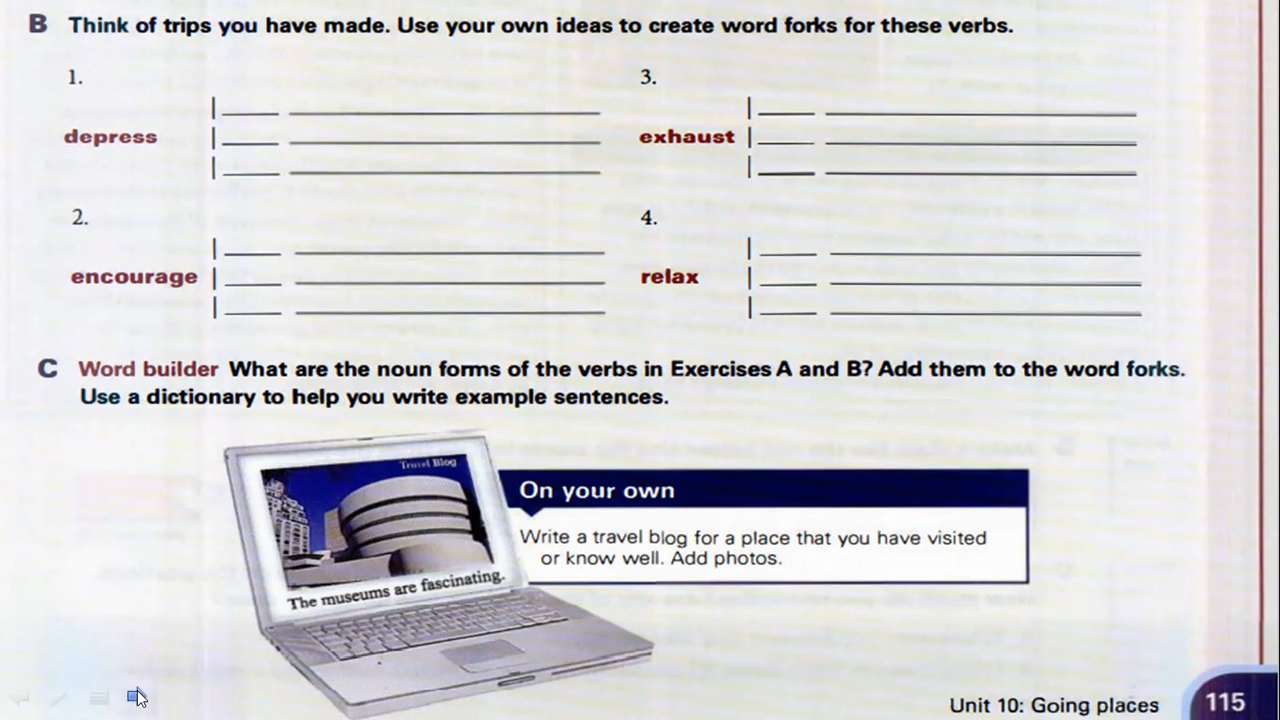 B Think of trips you have made. Use your own ideas to create word forks for these verbs.
1.
depress
2.
encourage
3.
exhaust
4.
relax
C Word builder What are the noun forms of the verbs in Exercises A and B? Add them to the word forks.
Use a dictionary to help you write example sentences.
Travel Blog
The museums are fascinating.
On your own
Write a travel blog for a place that you have visited
or know well. Add photos.
Unit 10: Going places
115